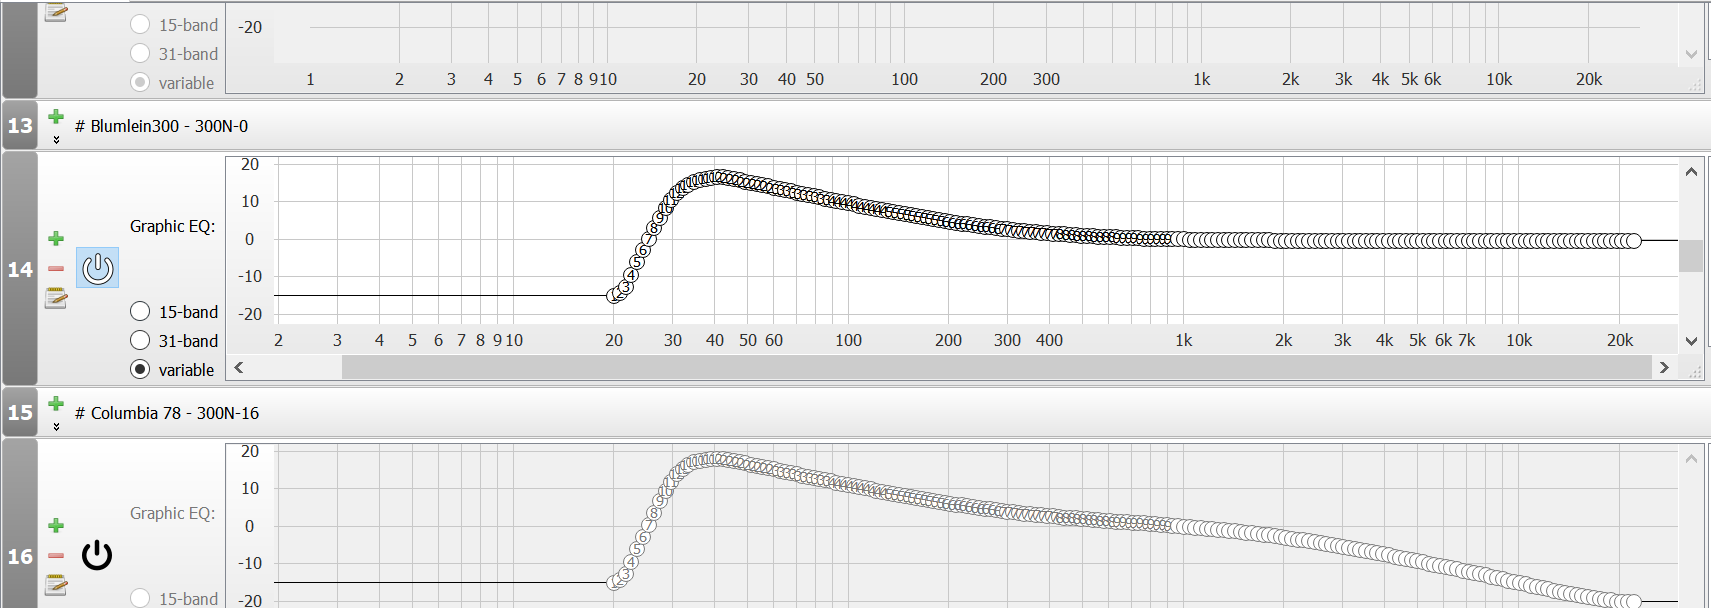 15-band
-20
31-band
variable
1 2 3 4 5 6 7 8 9 10 20 30 40 50 100 200 300 1k 2k 3k 4k 5k 6k 10k 20k
13 # Blumlein300 - 300N-0
20
10
Graphic EQ:
0
14
-10
15-band
-20
31-band
2 3 4 5 6 7 8 9 10 20 30 40 50 60 100 200 300 400 1k 2k 3k 4k 5k 6k 7k 10k 20k
variable
15 # Columbia 78 - 300N-16
20
10
Graphic EQ:
0
16
-10
15-band
-20